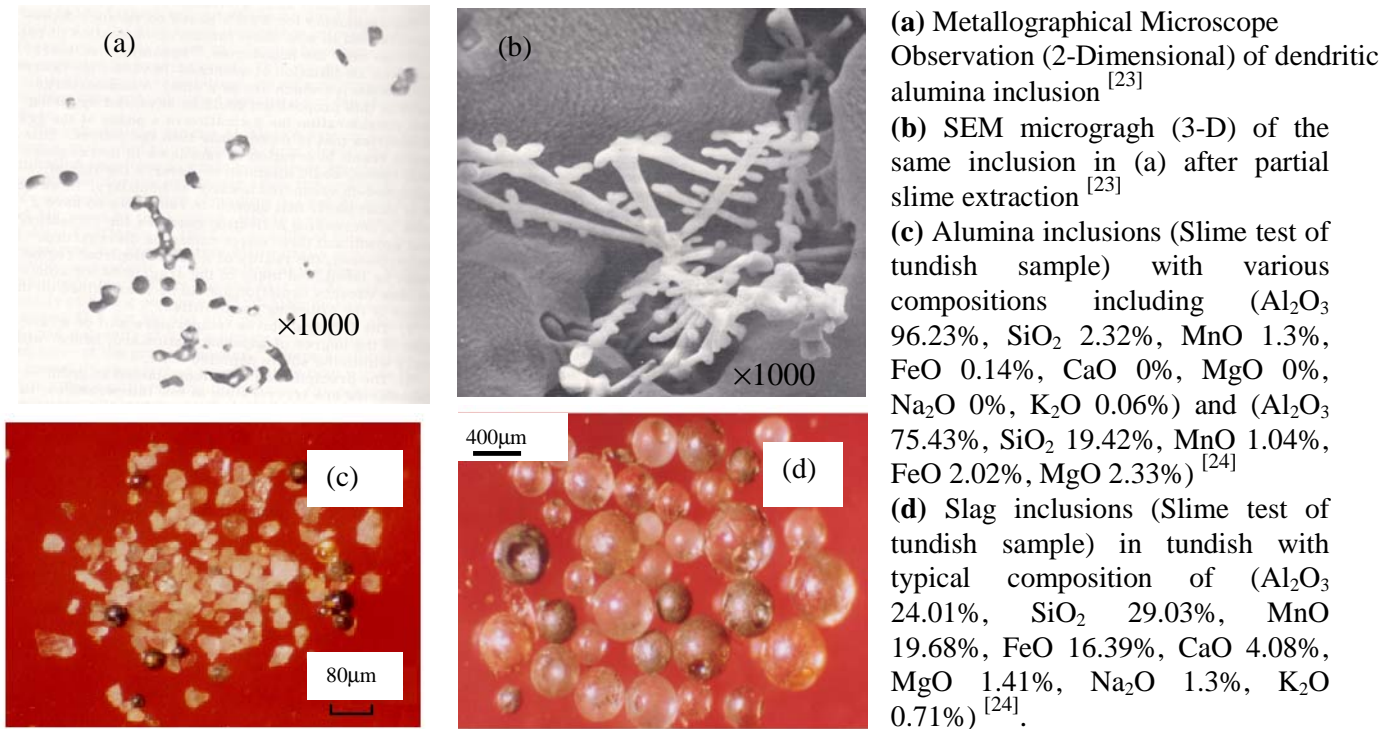 (a)
×1000
(b)
×1000
(c)
80μm
400μm
(d)
(a) Metallographical Microscope
Observation (2-Dimensional) of dendritic
alumina inclusion [23]
(b) SEM microgragh (3-D) of the
same inclusion in (a) after partial
slime extraction [23]
(c) Alumina inclusions (Slime test of
tundish sample) with various
compositions including (Al₂O₃
96.23%, SiO₂ 2.32%, MnO 1.3%,
FeO 0.14%, CaO 0%, MgO 0%,
Na₂O 0%, K₂O 0.06%) and (Al₂O₃
75.43%, SiO₂ 19.42%, MnO 1.04%,
FeO 2.02%, MgO 2.33%) [24]
(d) Slag inclusions (Slime test of
tundish sample) in tundish with
typical composition of (Al₂O₃
24.01%, SiO₂ 29.03%, MnO
19.68%, FeO 16.39%, CaO 4.08%,
MgO 1.41%, Na₂O 1.3%, K₂O
0.71%) [24].